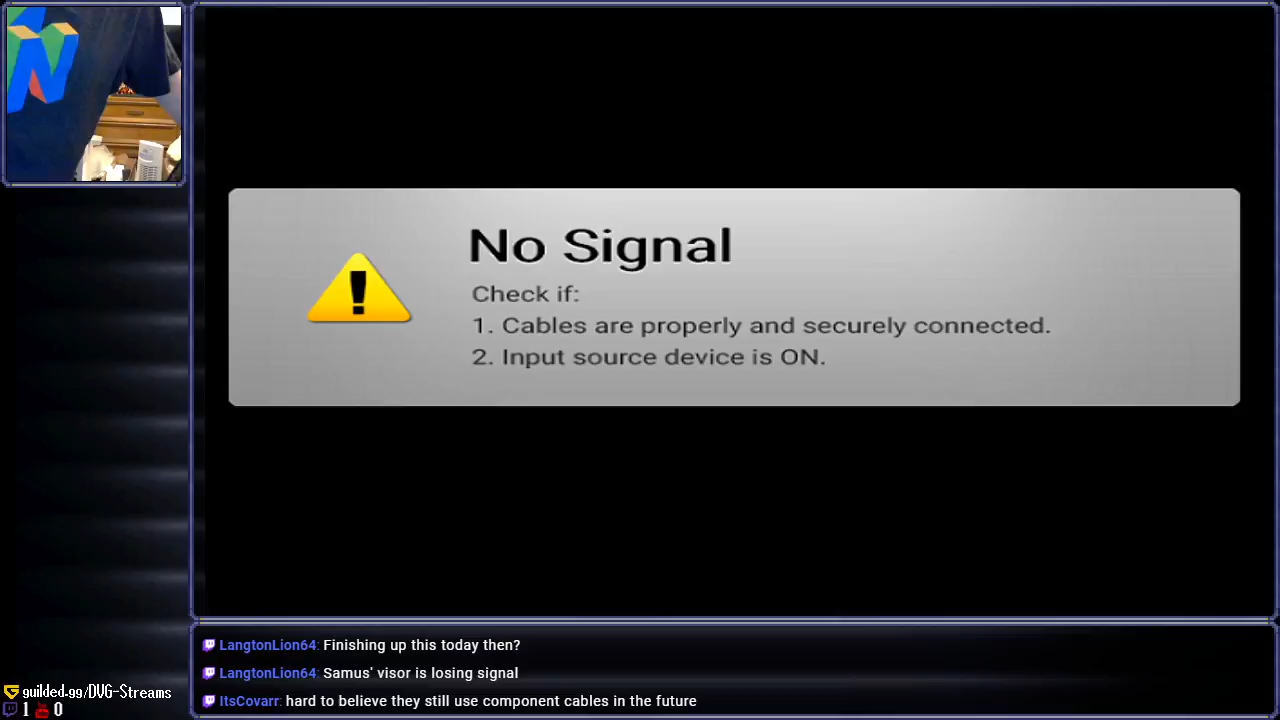 No Signal
Check if:
1. Cables are properly and securely connected.
2. Input source device is ON.
LangtonLion64: Finishing up this today then?
LangtonLion64: Samus' visor is losing signal
ItsCovarr: hard to believe they still use component cables in the future
guilded.gg/DVG-Streams
1 0